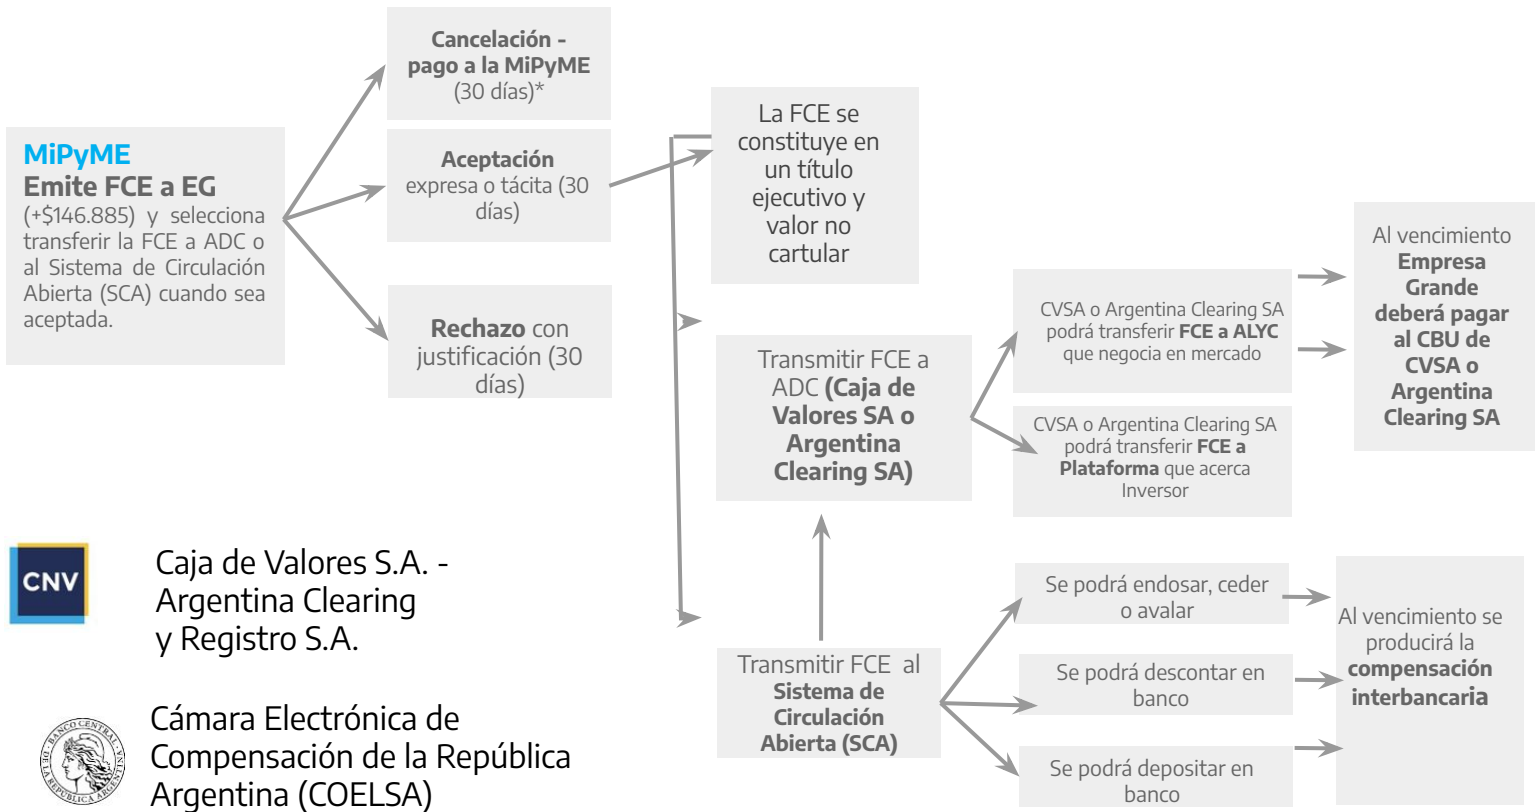 MiPyME
Emite FCE a EG
(+$146.885) y selecciona
transferir la FCE a ADC o
al Sistema de Circulación
Abierta (SCA) cuando sea
aceptada.
Cancelación -
pago a la MiPyME
(30 días)*
Aceptación
expresa o tácita (30
días)
Rechazo con
justificación (30
días)
La FCE se
constituye en
un título
ejecutivo y
valor no
cartular
Transmitir FCE a
ADC (Caja de
Valores SA o
Argentina
Clearing SA)
CVSA o Argentina Clearing SA
podrá transferir FCE a ALYC
que negocia en mercado
CVSA o Argentina Clearing SA
podrá transferir FCE a
Plataforma que acerca
Inversor
Al vencimiento
Empresa
Grande
deberá pagar
al CBU de
CVSA o
Argentina
Clearing SA
Transmitir FCE al
Sistema de
Circulación
Abierta (SCA)
Se podrá endosar, ceder
o avalar
Se podrá descontar en
banco
Se podrá depositar en
banco
Al vencimiento se
producirá la
compensación
interbancaria
CNV
Caja de Valores S.A. -
Argentina Clearing
y Registro S.A.
BANCO CENTRAL
DE LA REPÚBLICA ARGENTINA
Cámara Electrónica de
Compensación de la República
Argentina (COELSA)